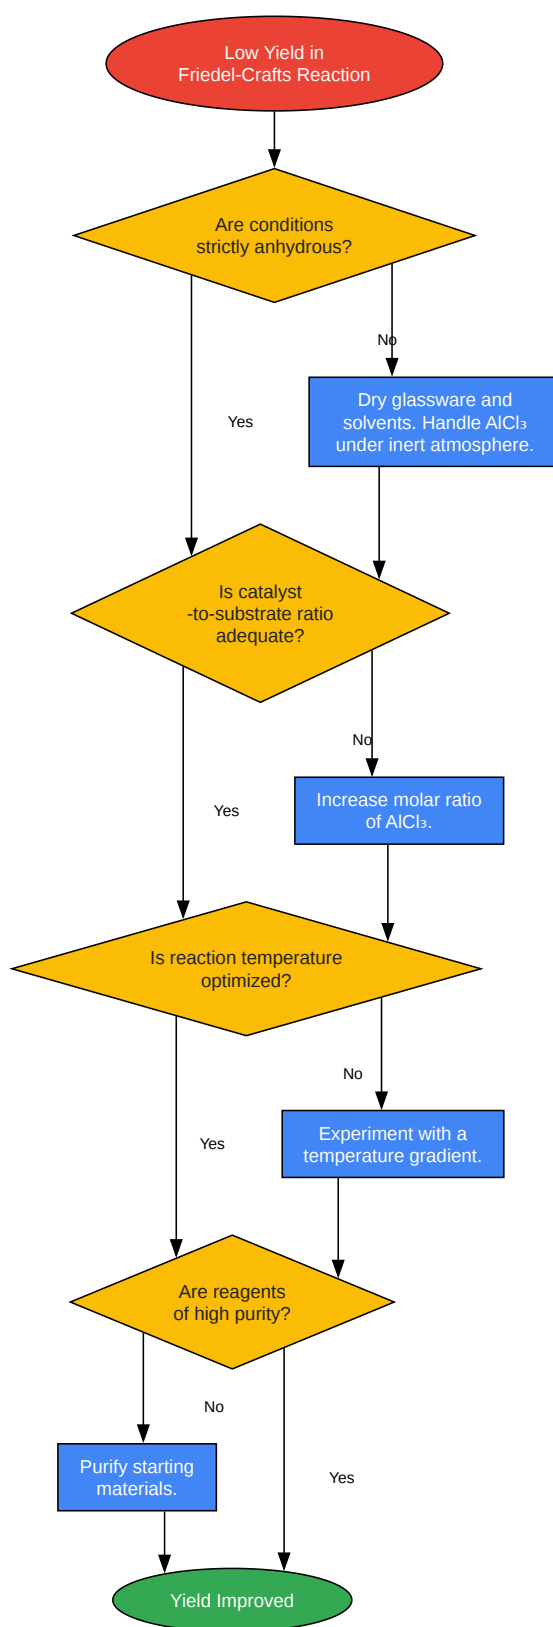 Low Yield in
Friedel-Crafts Reaction
Are conditions
strictly anhydrous?
No
Dry glassware and
solvents. Handle AlCl₃
under inert atmosphere.
Yes
Is catalyst
-to-substrate ratio
adequate?
No
Increase molar ratio
of AlCl₃.
Yes
Is reaction temperature
optimized?
No
Experiment with a
temperature gradient.
Yes
Are reagents
of high purity?
No
Purify starting
materials.
Yes
Yield Improved